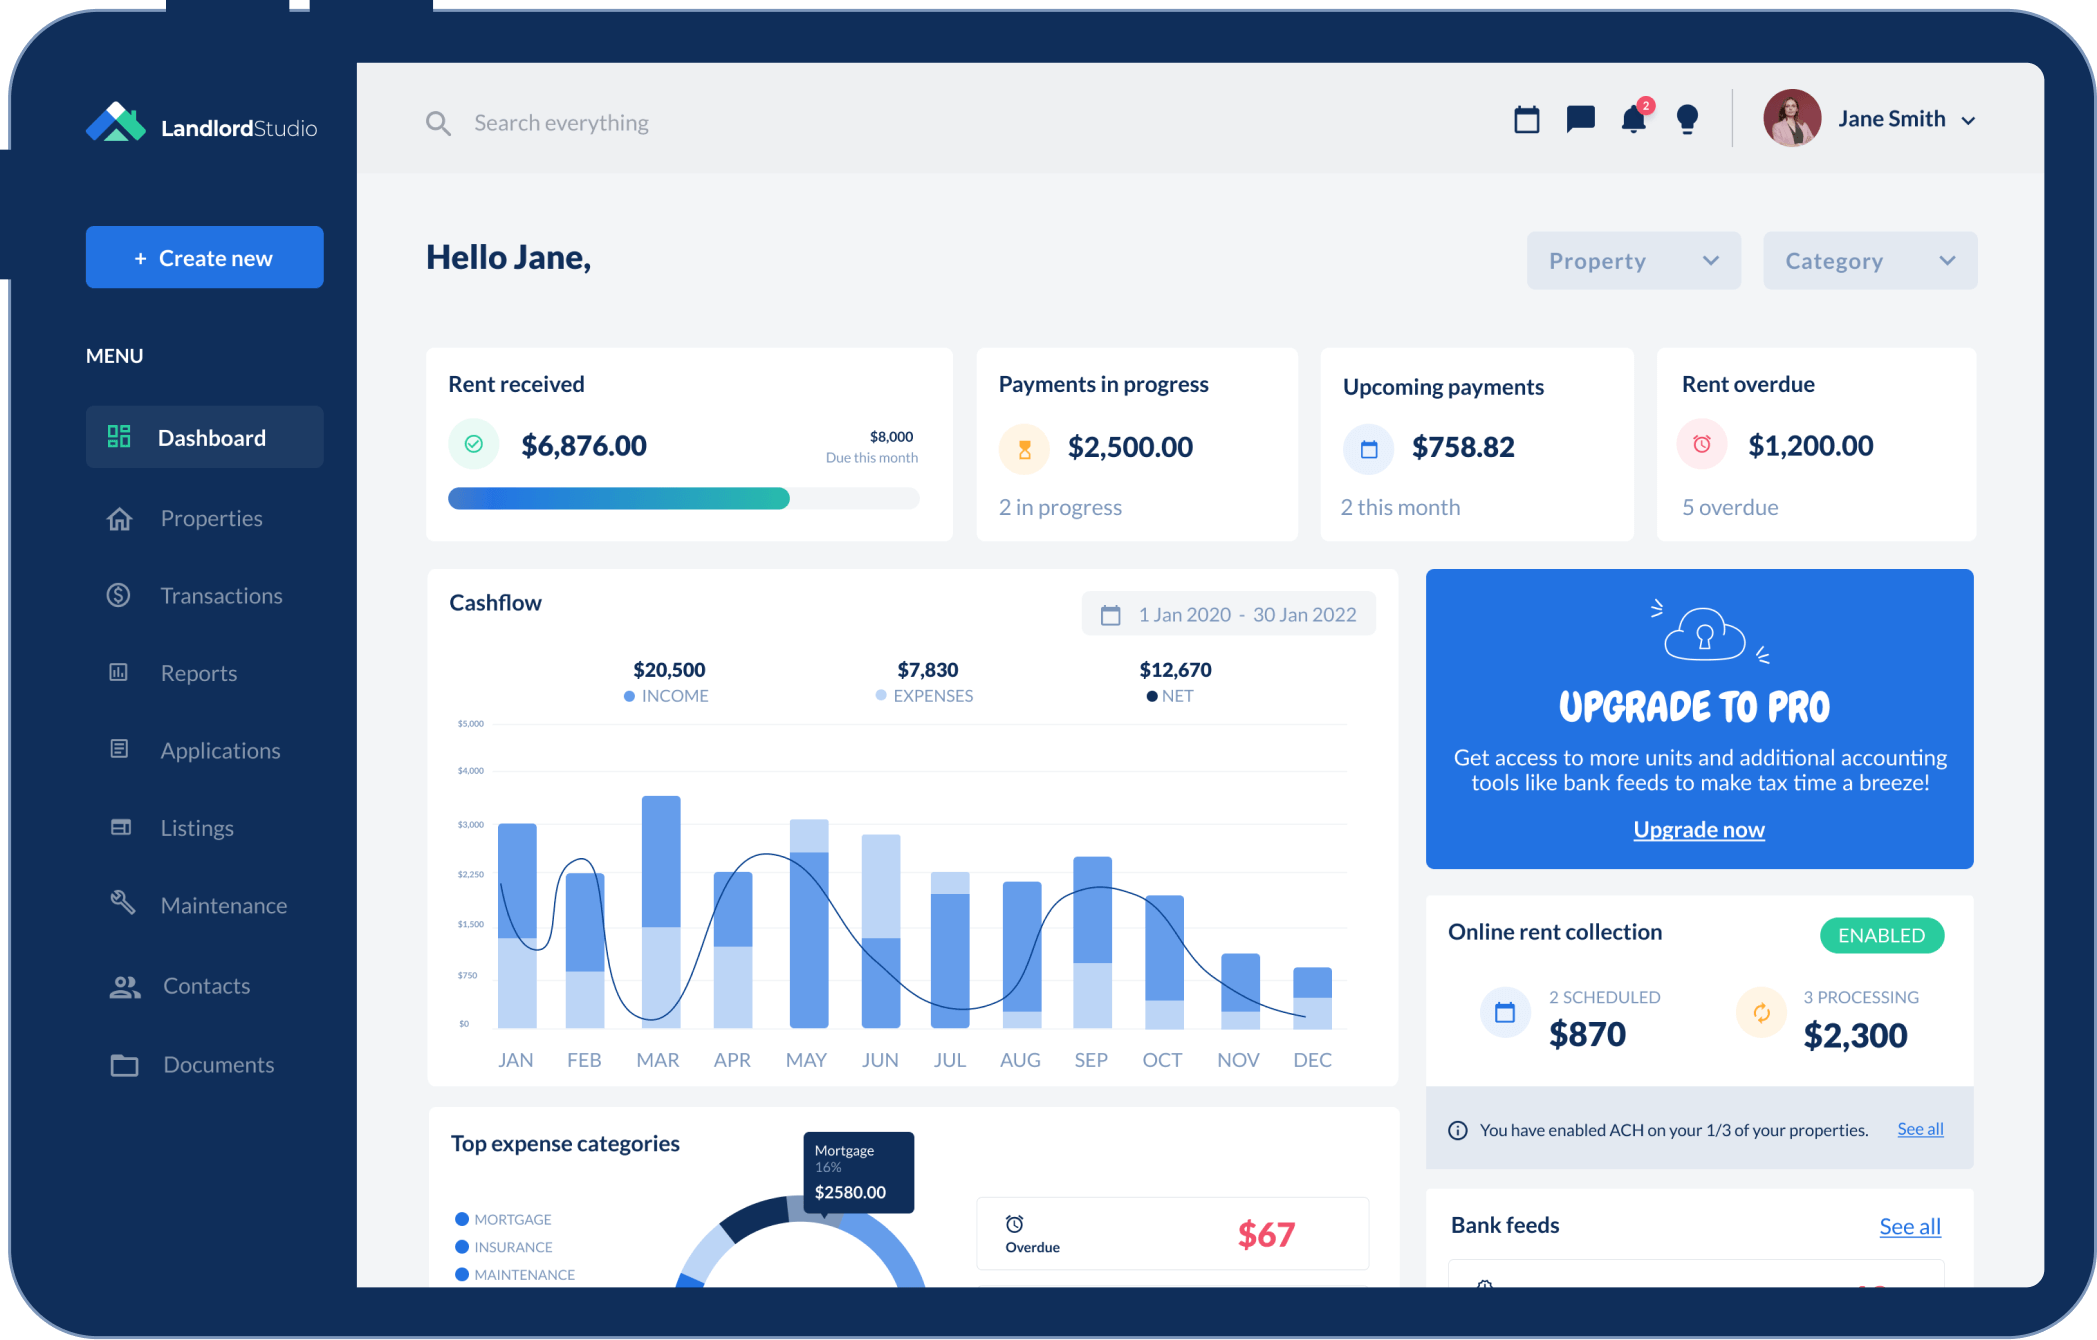 LandlordStudio
+ Create new
MENU
Dashboard
Properties
Transactions
Reports
Applications
Listings
Maintenance
Contacts
Documents
Search everything
2
Jane Smith
Hello Jane,
Property
Category
Rent received
$6,876.00
$8,000
Due this month
Payments in progress
$2,500.00
2 in progress
Upcoming payments
$758.82
2 this month
Rent overdue
$1,200.00
5 overdue
Cashflow
1 Jan 2020 - 30 Jan 2022
$20,500
INCOME
$7,830
EXPENSES
$12,670
NET
$5,000
$4,000
$3,000
$2,250
$1,500
$750
$0
JAN FEB MAR APR MAY JUN JUL AUG SEP OCT NOV DEC
UPGRADE TO PRO
Get access to more units and additional accounting
tools like bank feeds to make tax time a breeze!
Upgrade now
Online rent collection
ENABLED
2 SCHEDULED
$870
3 PROCESSING
$2,300
You have enabled ACH on your 1/3 of your properties.
See all
Top expense categories
Mortgage
16%
$2580.00
MORTGAGE
INSURANCE
MAINTENANCE
Overdue
$67
Bank feeds
See all